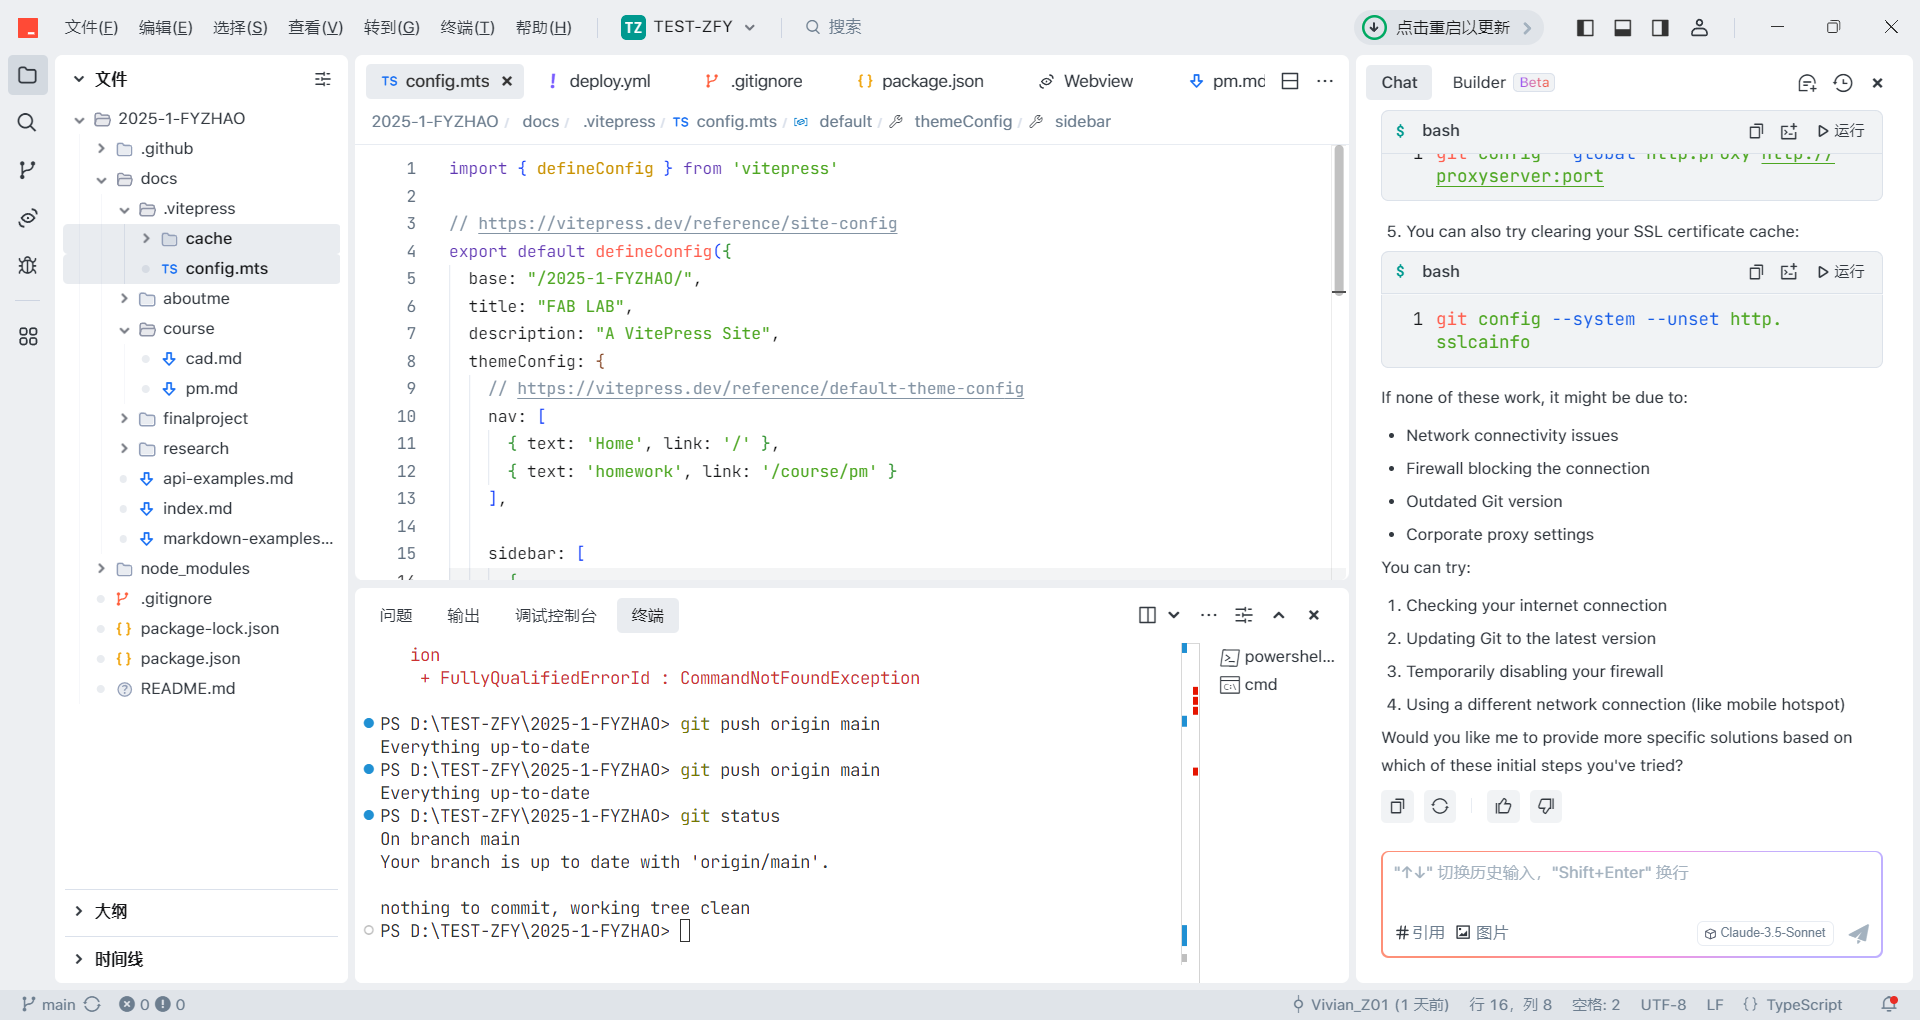 文件(F) 编辑(E) 选择(S) 查看(V) 转到(G) 终端(T) 帮助(H) TZ TEST-ZFY 搜索 点击重启以更新
文件
2025-1-FYZHAO
.github
docs
.vitepress
cache
TS config.mts
aboutme
course
cad.md
pm.md
finalproject
research
api-examples.md
index.md
markdown-examples...
node_modules
.gitignore
{} package-lock.json
{} package.json
README.md
大纲
时间线
TS config.mts ! deploy.yml .gitignore {} package.json Webview pm.md
2025-1-FYZHAO / docs / .vitepress / TS config.mts / default / themeConfig / sidebar
1 import { defineConfig } from 'vitepress'
2
3 // https://vitepress.dev/reference/site-config
4 export default defineConfig({
5 base: "/2025-1-FYZHAO/",
6 title: "FAB LAB",
7 description: "A VitePress Site",
8 themeConfig: {
9 // https://vitepress.dev/reference/default-theme-config
10 nav: [
11 { text: 'Home', link: '/' },
12 { text: 'homework', link: '/course/pm' }
13 ],
14
15 sidebar: [
16 {
问题 输出 调试控制台 终端
ion
+ FullyQualifiedErrorId : CommandNotFoundException
PS D:\TEST-ZFY\2025-1-FYZHAO> git push origin main
Everything up-to-date
PS D:\TEST-ZFY\2025-1-FYZHAO> git push origin main
Everything up-to-date
PS D:\TEST-ZFY\2025-1-FYZHAO> git status
On branch main
Your branch is up to date with 'origin/main'.
nothing to commit, working tree clean
PS D:\TEST-ZFY\2025-1-FYZHAO>
powershel...
cmd
Chat Builder Beta
$ bash 运行
1 git config --global http.proxy http://
proxyserver:port
5. You can also try clearing your SSL certificate cache:
$ bash 运行
1 git config --system --unset http.
sslcainfo
If none of these work, it might be due to:
• Network connectivity issues
• Firewall blocking the connection
• Outdated Git version
• Corporate proxy settings
You can try:
1. Checking your internet connection
2. Updating Git to the latest version
3. Temporarily disabling your firewall
4. Using a different network connection (like mobile hotspot)
Would you like me to provide more specific solutions based on
which of these initial steps you've tried?
"↑↓" 切换历史输入，"Shift+Enter" 换行
#引用 图片 Claude-3.5-Sonnet
main 0 0 Vivian_Z01 (1 天前) 行 16，列 8 空格: 2 UTF-8 LF {} TypeScript